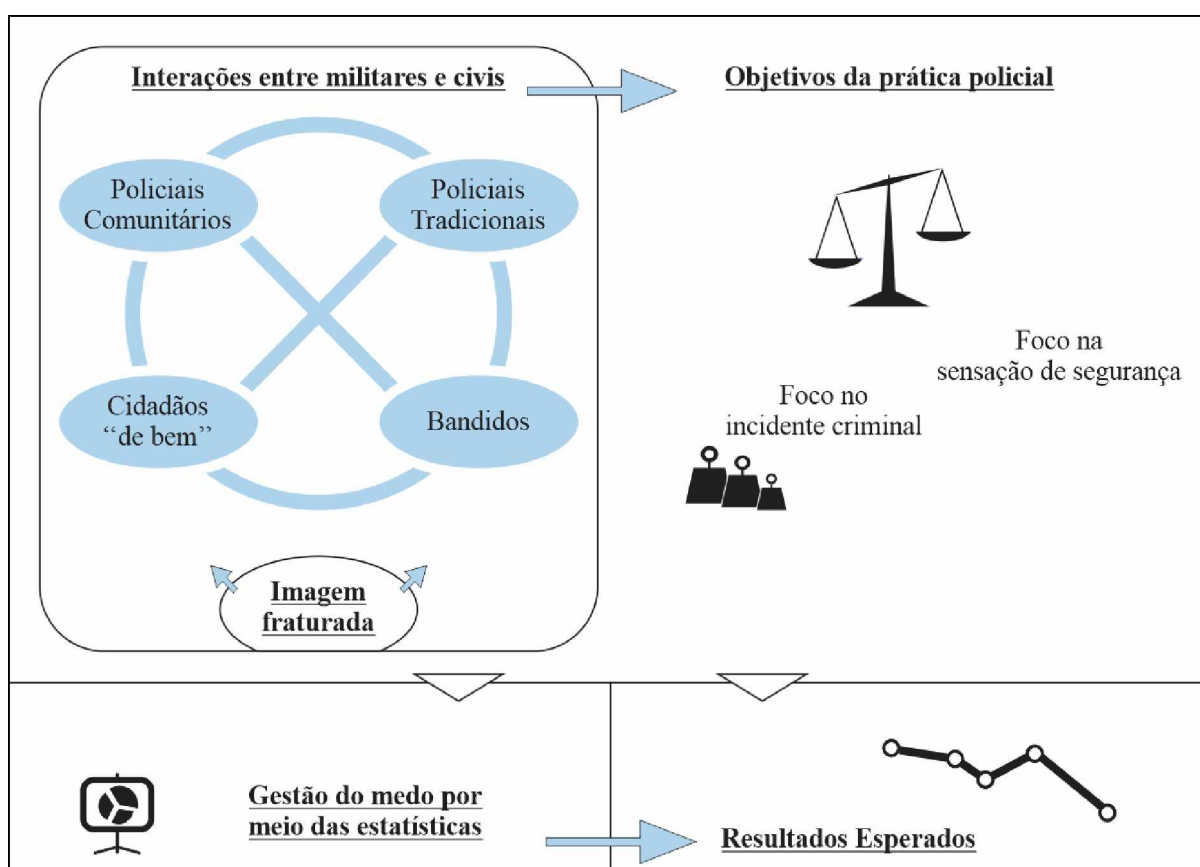 Interações entre militares e civis
Objetivos da prática policial
Policiais
Comunitários
Policiais
Tradicionais
Cidadãos
“de bem”
Bandidos
Foco na
sensação de segurança
Foco no
incidente criminal
Imagem
fraturada
Gestão do medo por
meio das estatísticas
Resultados Esperados